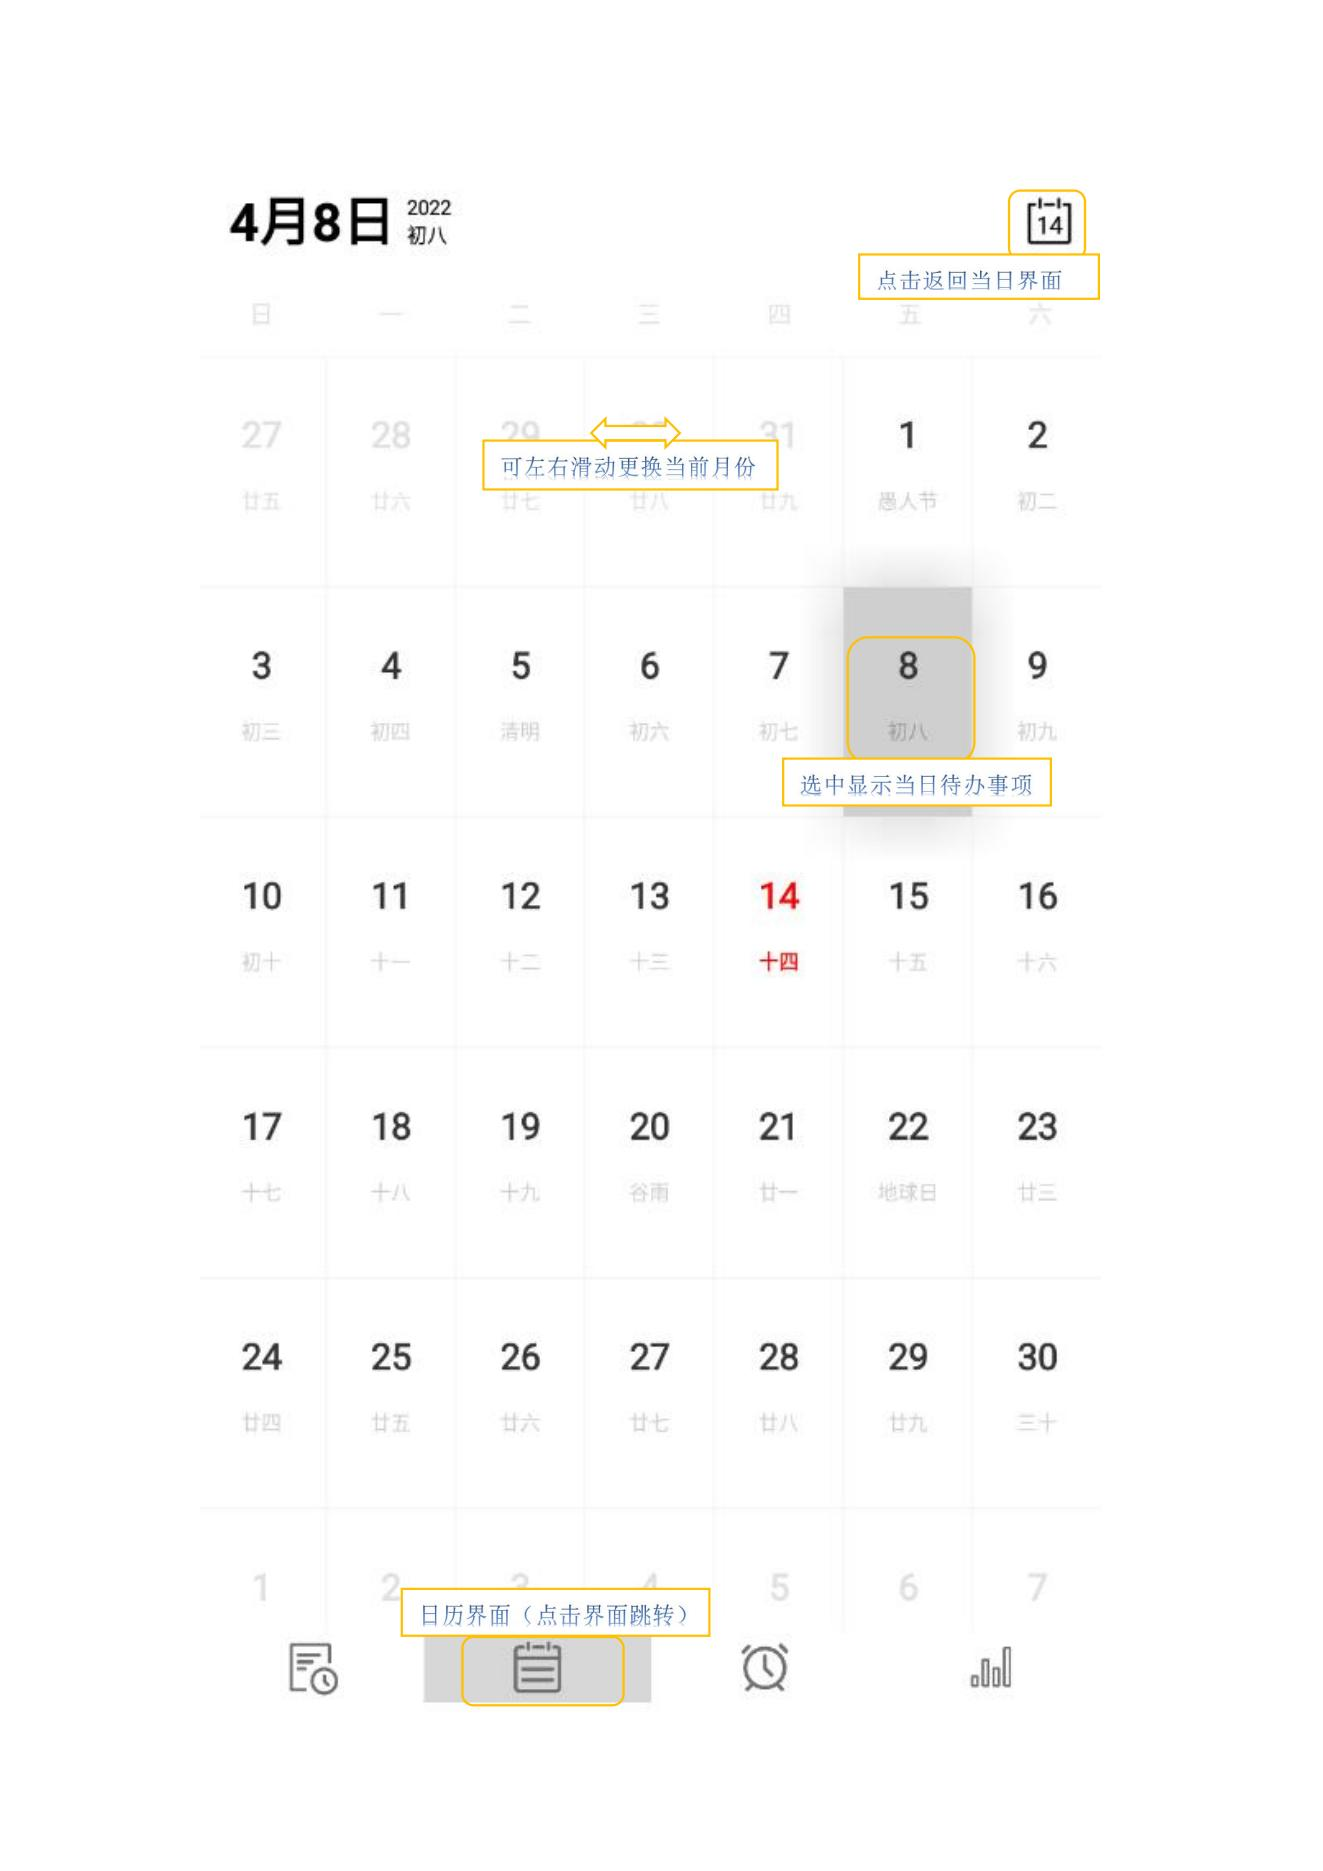 4月8日 2022
初八
14
点击返回当日界面
日 一 二 三 四 五 六
27 28 29 31 1 2
可左右滑动更换当前月份
廿五 廿六 廿七 廿八 廿九 愚人节 初二
3 4 5 6 7 8 9
初三 初四 清明 初六 初七 初八 初九
选中显示当日待办事项
10 11 12 13 14 15 16
初十 十一 十二 十三 十四 十五 十六
17 18 19 20 21 22 23
十七 十八 十九 谷雨 廿一 地球日 廿三
24 25 26 27 28 29 30
廿四 廿五 廿六 廿七 廿八 廿九 三十
1 2 3 4 5 6 7
日历界面（点击界面跳转）